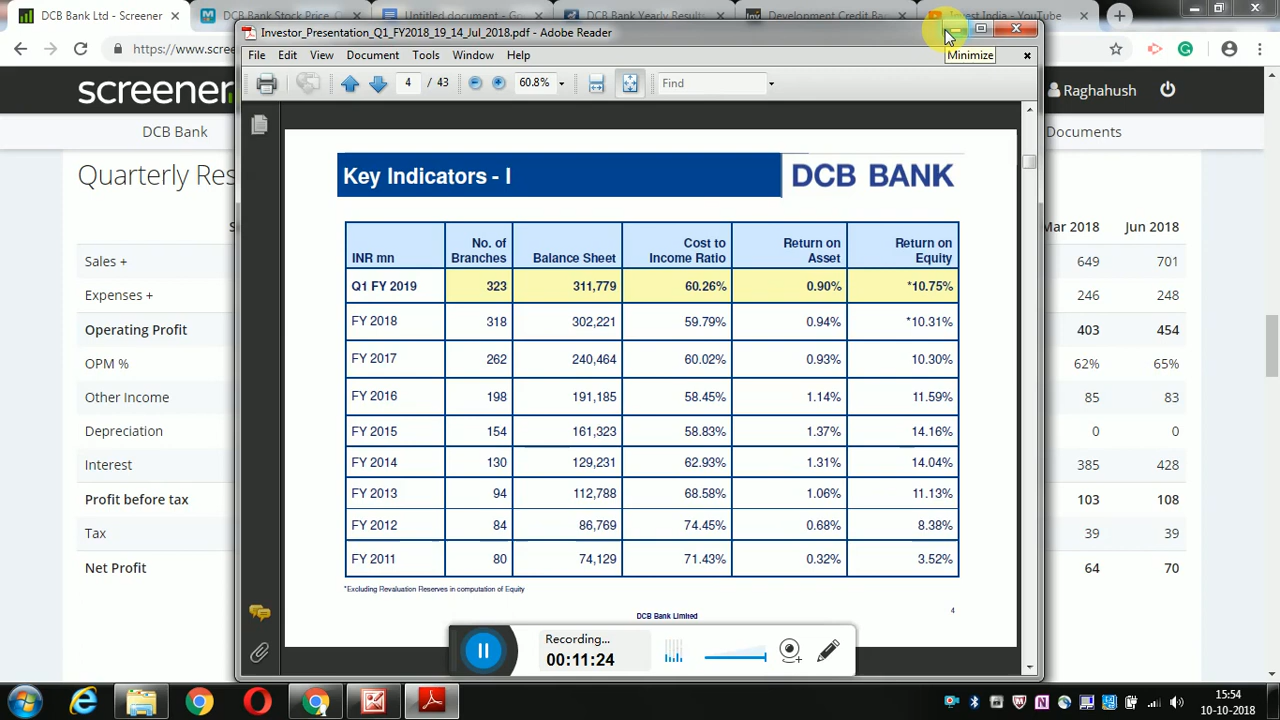 DCB Bank Ltd - Screener
DCB Bank Stock Price, Q
Untitled document - Go
DCB Bank Yearly Results
Development Credit Ba
Invest India - YouTube
Investor_Presentation_Q1_FY2018_19_14_Jul_2018.pdf - Adobe Reader
Minimize
https://www.scree
File Edit View Document Tools Window Help
4 / 43 60.8% Find
screener
Raghahush
DCB Bank
Documents
Quarterly Res
Key Indicators - I
DCB BANK
INR mn No. of Branches Balance Sheet Cost to Income Ratio Return on Asset Return on Equity
Q1 FY 2019 323 311,779 60.26% 0.90% *10.75%
FY 2018 318 302,221 59.79% 0.94% *10.31%
FY 2017 262 240,464 60.02% 0.93% 10.30%
FY 2016 198 191,185 58.45% 1.14% 11.59%
FY 2015 154 161,323 58.83% 1.37% 14.16%
FY 2014 130 129,231 62.93% 1.31% 14.04%
FY 2013 94 112,788 68.58% 1.06% 11.13%
FY 2012 84 86,769 74.45% 0.68% 8.38%
FY 2011 80 74,129 71.43% 0.32% 3.52%
*Excluding Revaluation Reserves in computation of Equity
DCB Bank Limited
4
Mar 2018 Jun 2018
Sales + 649 701
Expenses + 246 248
Operating Profit 403 454
OPM % 62% 65%
Other Income 85 83
Depreciation 0 0
Interest 385 428
Profit before tax 103 108
Tax 39 39
Net Profit 64 70
Recording...
00:11:24
15:54
10-10-2018